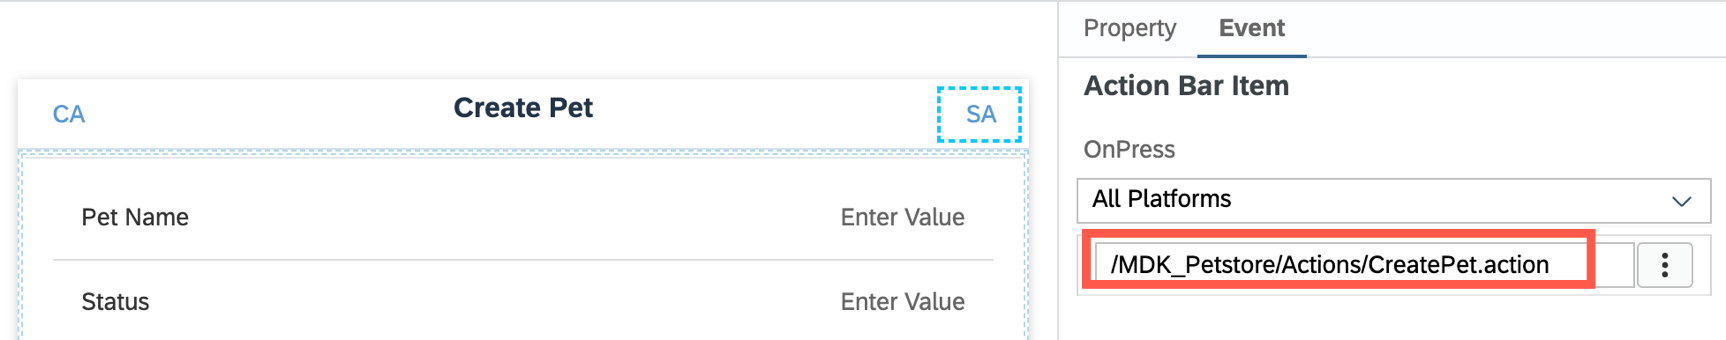 Property Event
Action Bar Item
CA Create Pet SA
OnPress
All Platforms
Pet Name Enter Value
/MDK_Petstore/Actions/CreatePet.action
Status Enter Value